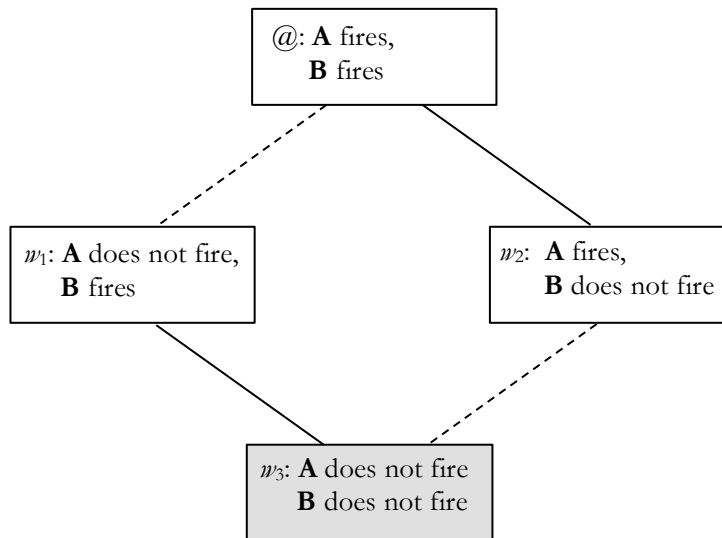 @: A fires,
B fires
w₁: A does not fire,
B fires
w₂: A fires,
B does not fire
w₃: A does not fire
B does not fire